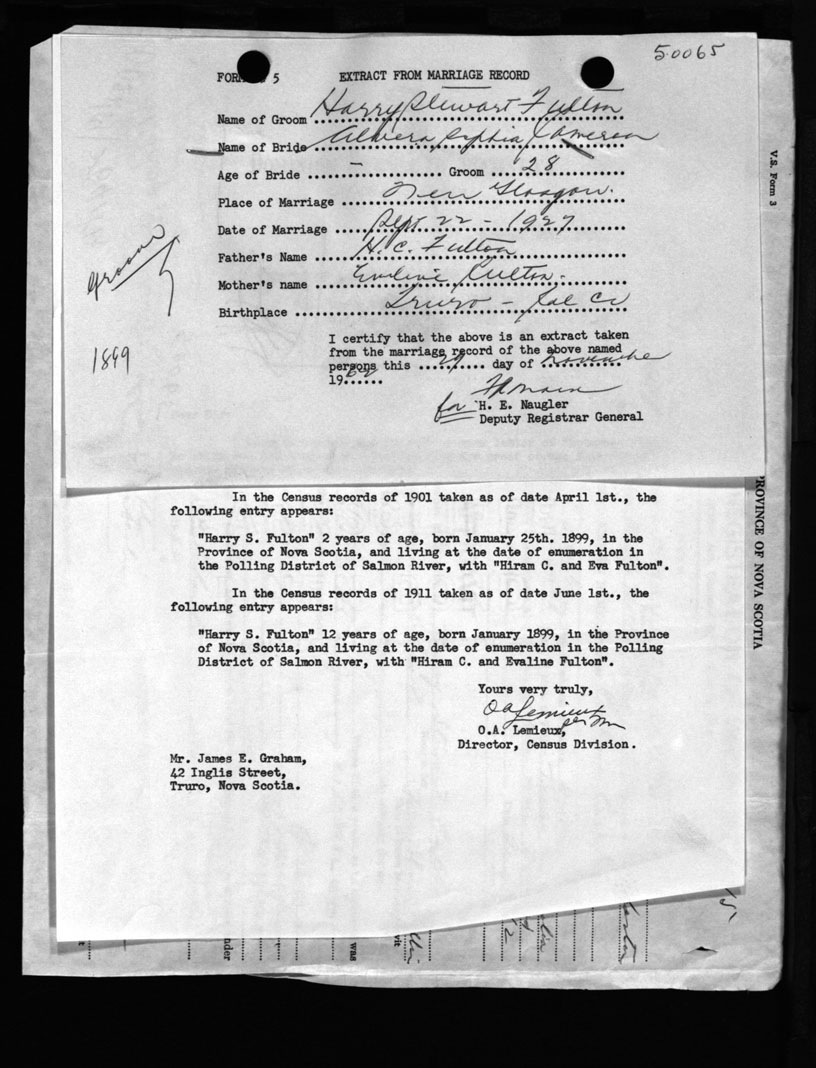 50065
FORM 5 EXTRACT FROM MARRIAGE RECORD
Name of Groom Harry Stewart Fulton
Name of Bride Almera Sophia Cameron
Age of Bride – Groom 28
Place of Marriage New Glasgow.
Date of Marriage Sept 22 - 1927
Father's Name H. C. Fulton
Mother's name Eveline Fulton.
Birthplace Truro - Col Co
groom
1899
I certify that the above is an extract taken
from the marriage record of the above named
persons this 29 day of November
19
for H. E. Naugler
Deputy Registrar General
V.S. Form 3
PROVINCE OF NOVA SCOTIA
In the Census records of 1901 taken as of date April 1st., the
following entry appears:
"Harry S. Fulton" 2 years of age, born January 25th. 1899, in the
Province of Nova Scotia, and living at the date of enumeration in
the Polling District of Salmon River, with "Hiram C. and Eva Fulton".
In the Census records of 1911 taken as of date June 1st., the
following entry appears:
"Harry S. Fulton" 12 years of age, born January 1899, in the Province
of Nova Scotia, and living at the date of enumeration in the Polling
District of Salmon River, with "Hiram C. and Evaline Fulton".
Yours very truly,
O A Lemieux
per
O.A. Lemieux,
Director, Census Division.
Mr. James E. Graham,
42 Inglis Street,
Truro, Nova Scotia.
15
was